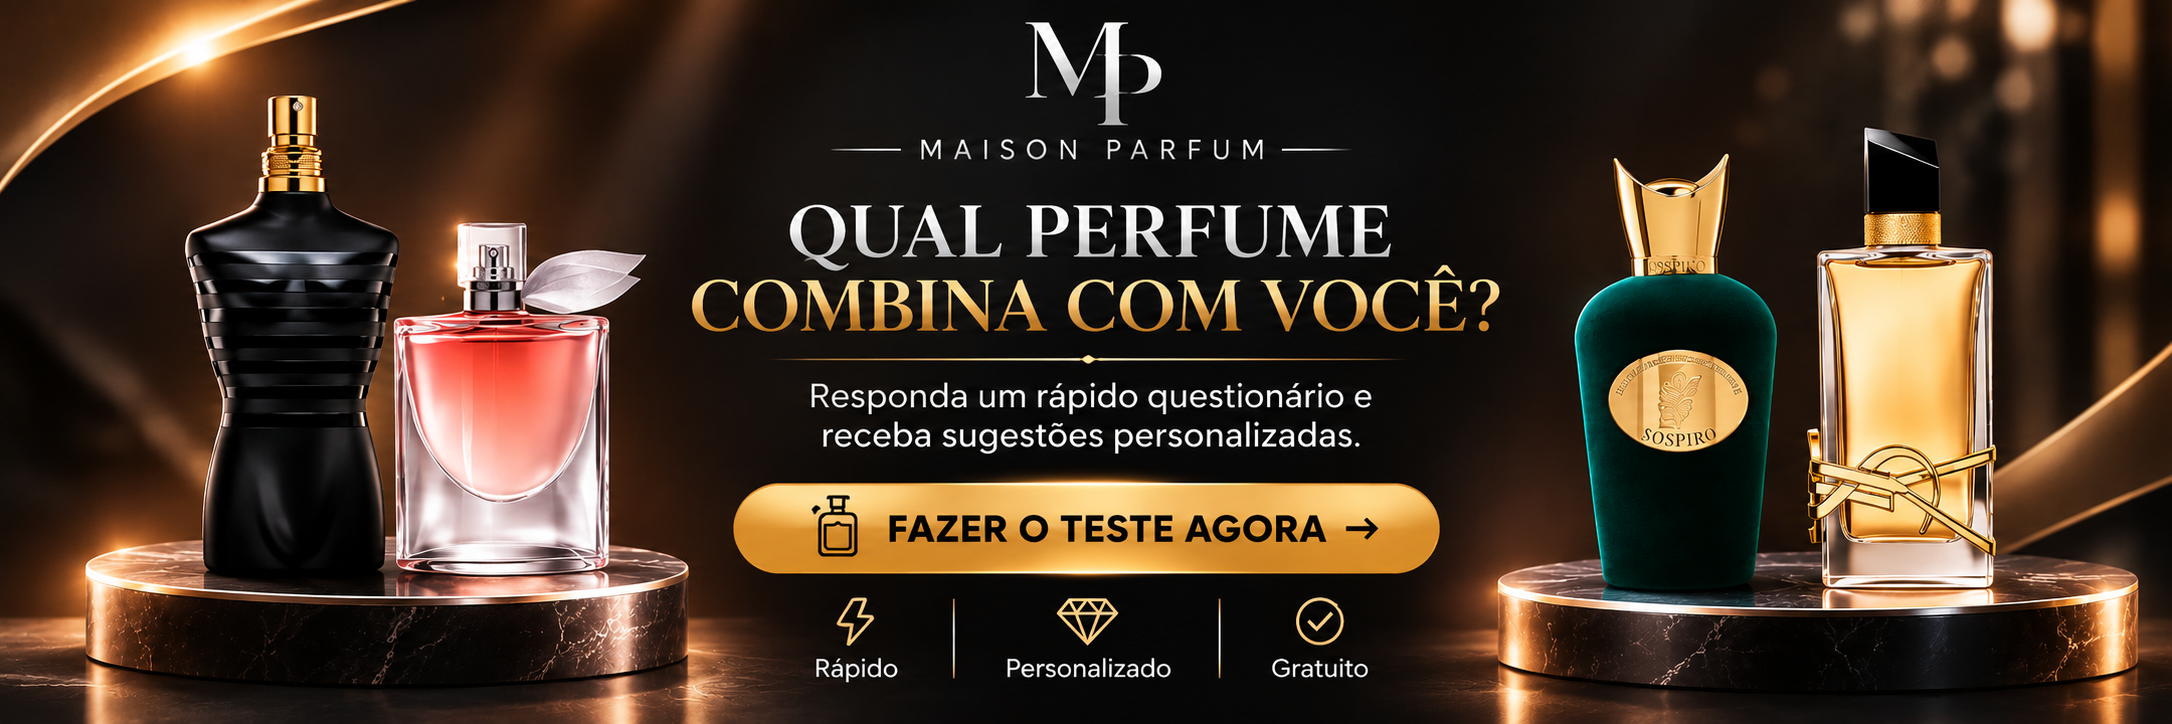 MP
MAISON PARFUM
QUAL PERFUME
COMBINA COM VOCÊ?
Responda um rápido questionário e
receba sugestões personalizadas.
FAZER O TESTE AGORA →
Rápido
Personalizado
Gratuito
SOSPIRO